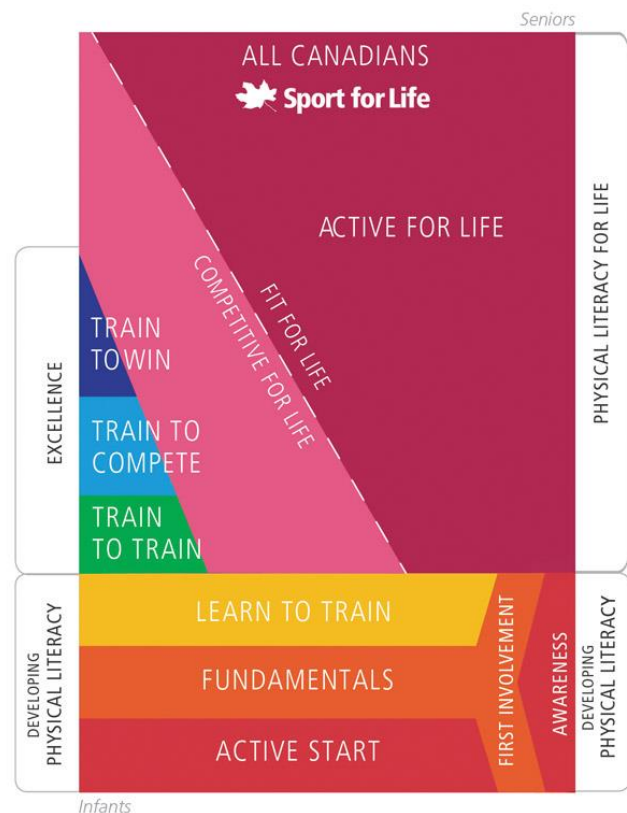 Seniors
ALL CANADIANS
Sport for Life
ACTIVE FOR LIFE
FIT FOR LIFE
COMPETITIVE FOR LIFE
PHYSICAL LITERACY FOR LIFE
EXCELLENCE
TRAIN
TO WIN
TRAIN TO
COMPETE
TRAIN
TO TRAIN
DEVELOPING
PHYSICAL LITERACY
LEARN TO TRAIN
FUNDAMENTALS
ACTIVE START
FIRST INVOLVEMENT
AWARENESS
DEVELOPING
PHYSICAL LITERACY
Infants